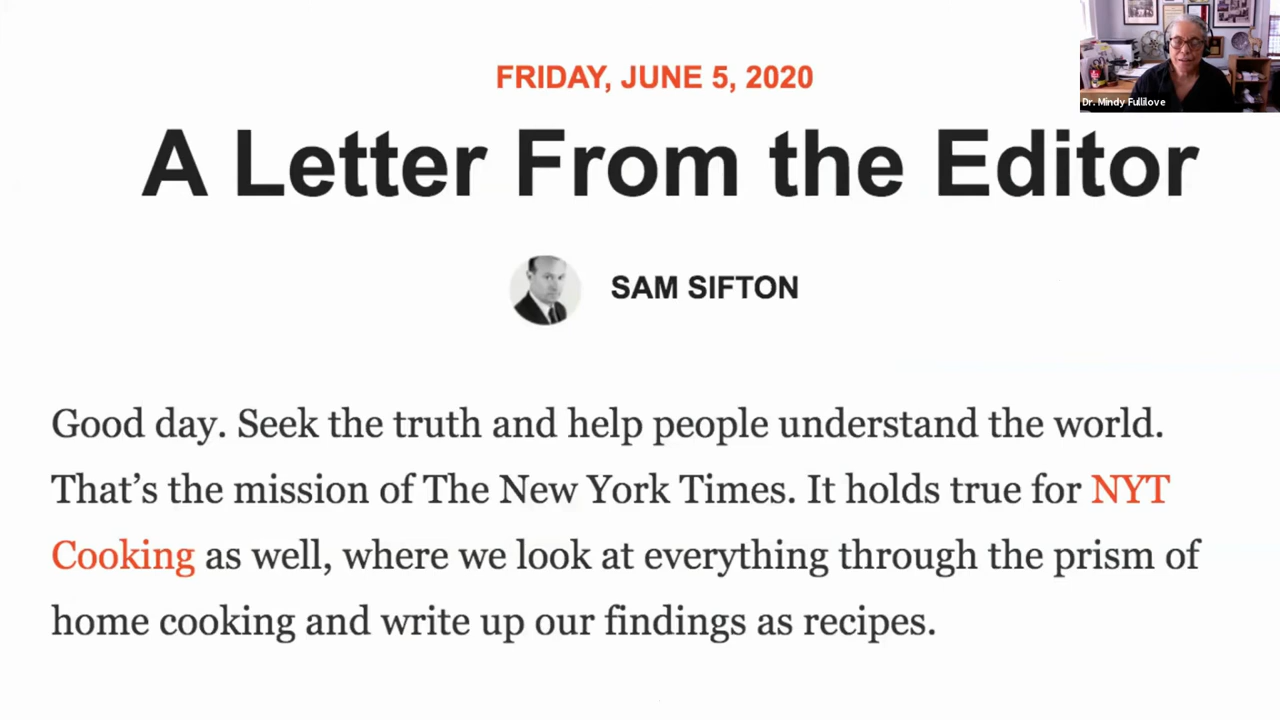 FRIDAY, JUNE 5, 2020
A Letter From the Editor
SAM SIFTON
Good day. Seek the truth and help people understand the world.
That’s the mission of The New York Times. It holds true for NYT
Cooking as well, where we look at everything through the prism of
home cooking and write up our findings as recipes.
Dr. Mindy Fullilove